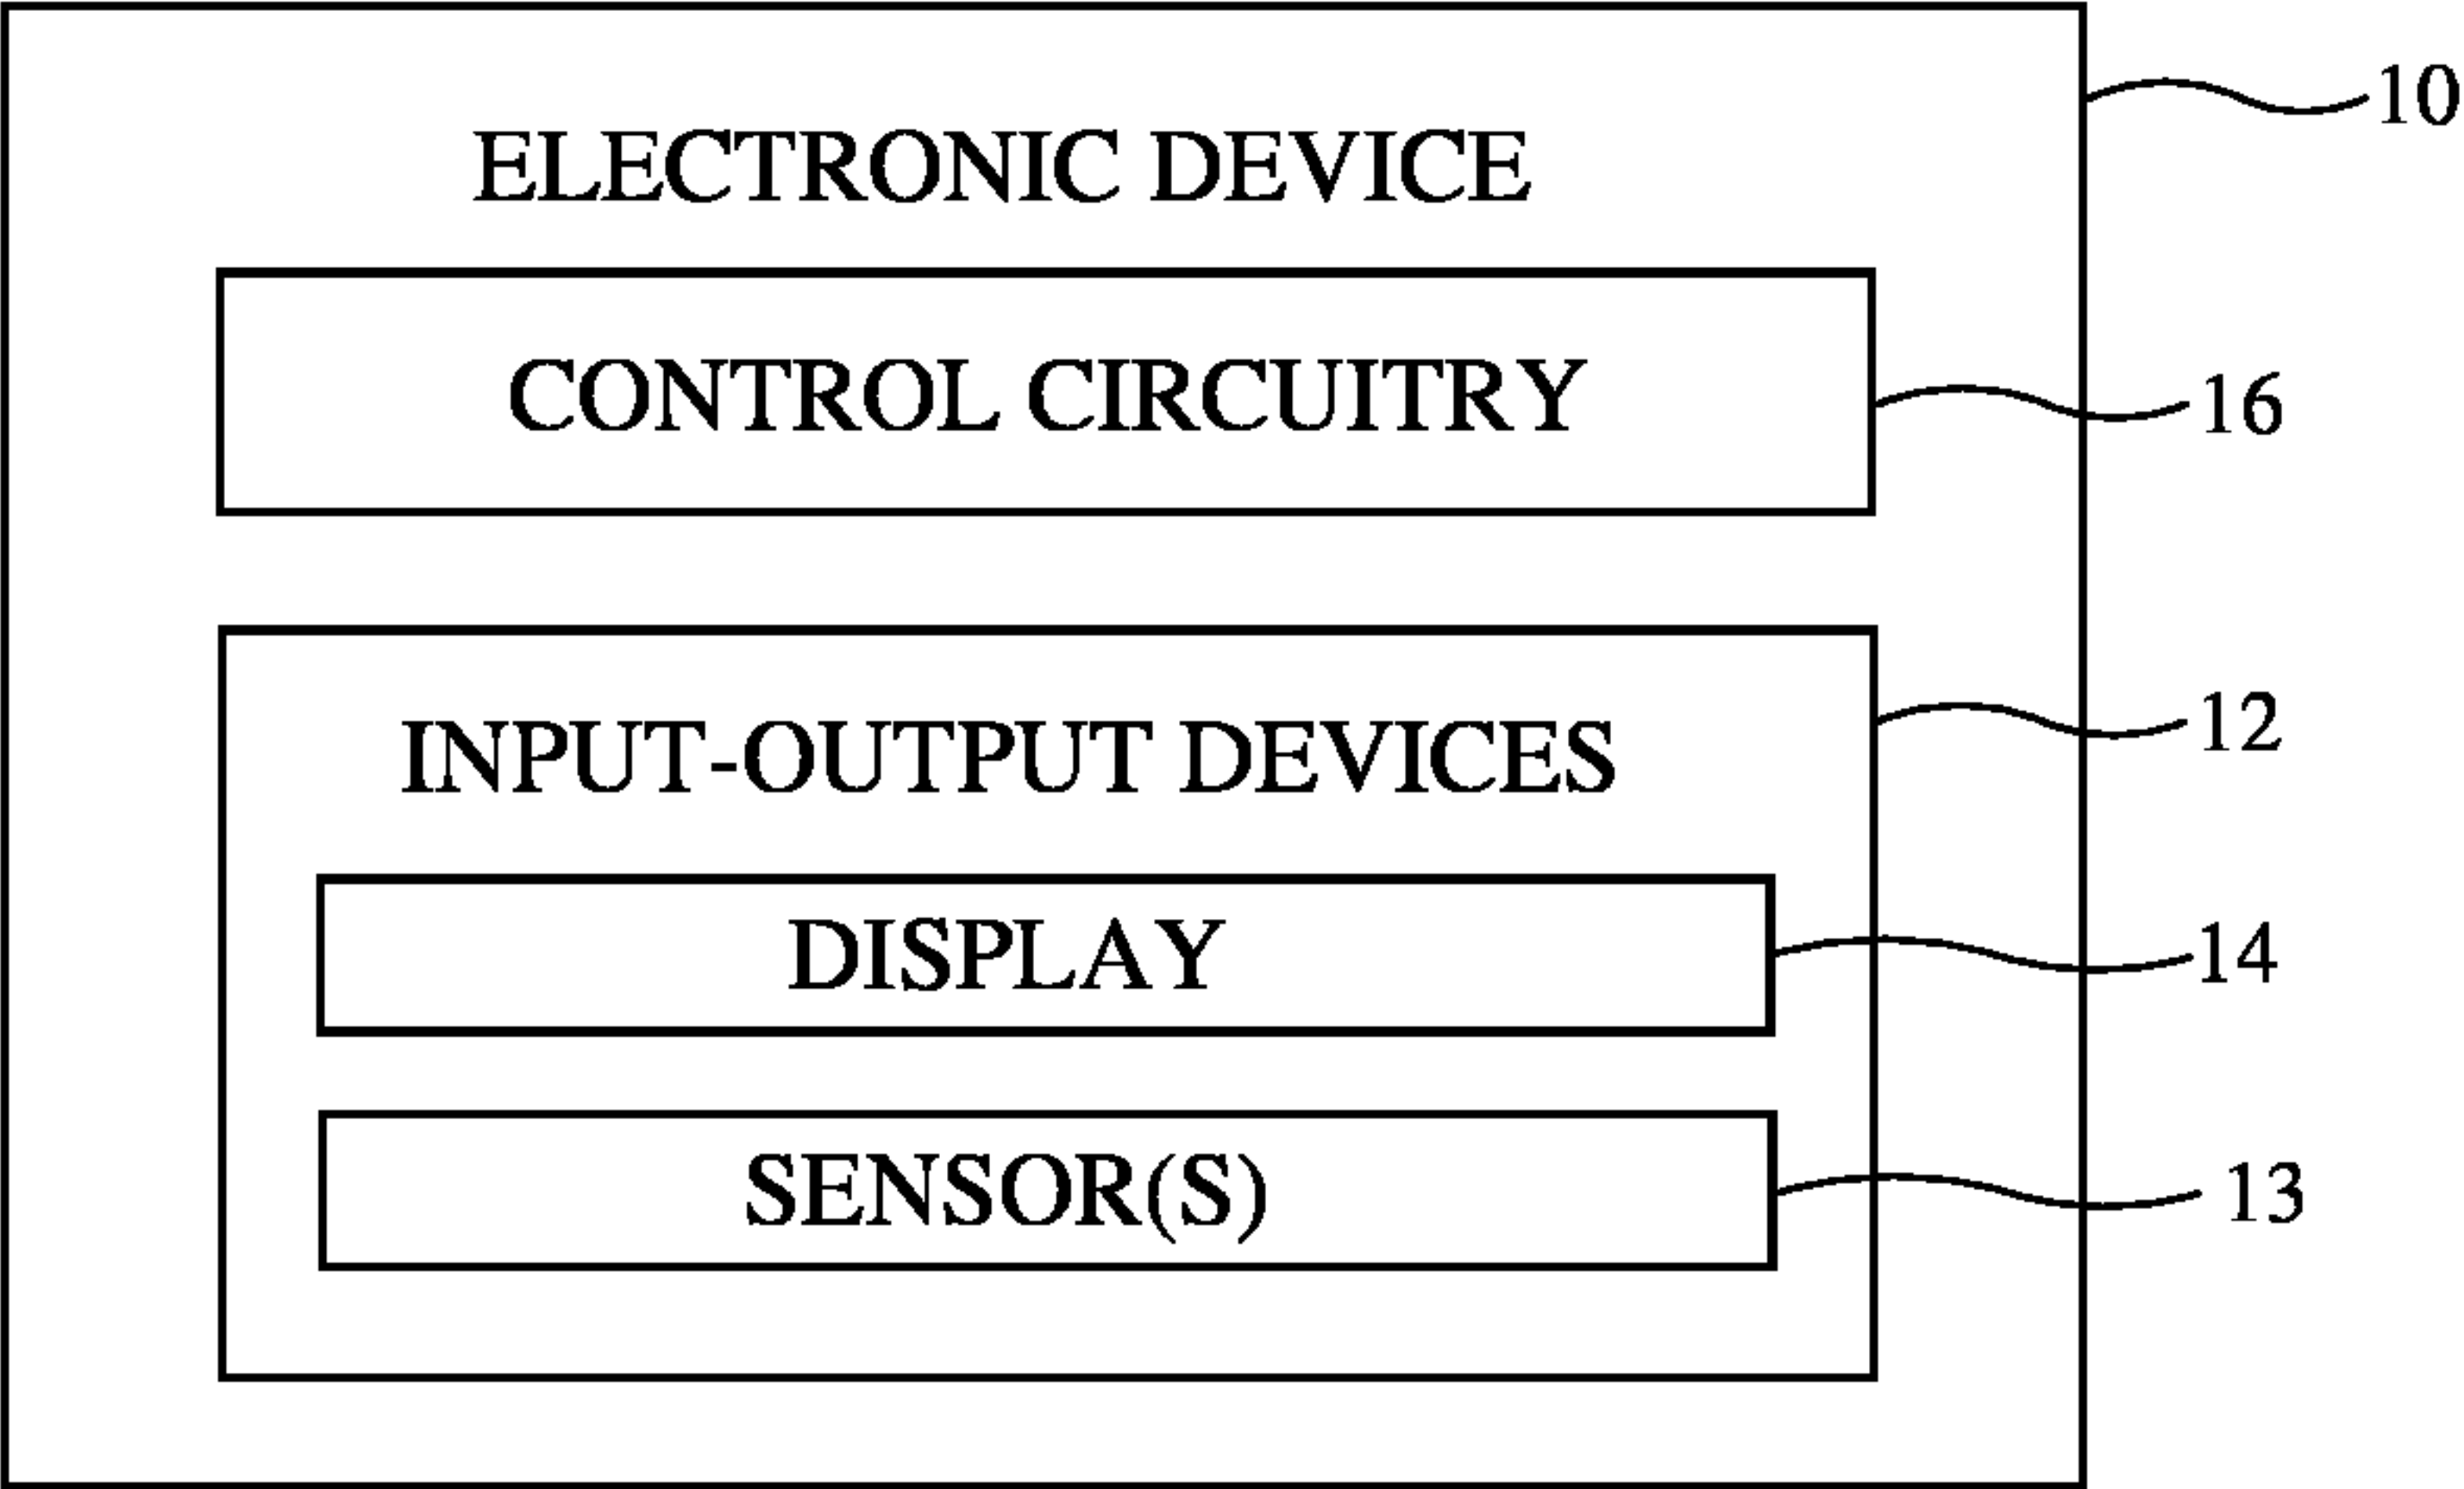 10
ELECTRONIC DEVICE
CONTROL CIRCUITRY
16
INPUT-OUTPUT DEVICES
12
DISPLAY
14
SENSOR(S)
13